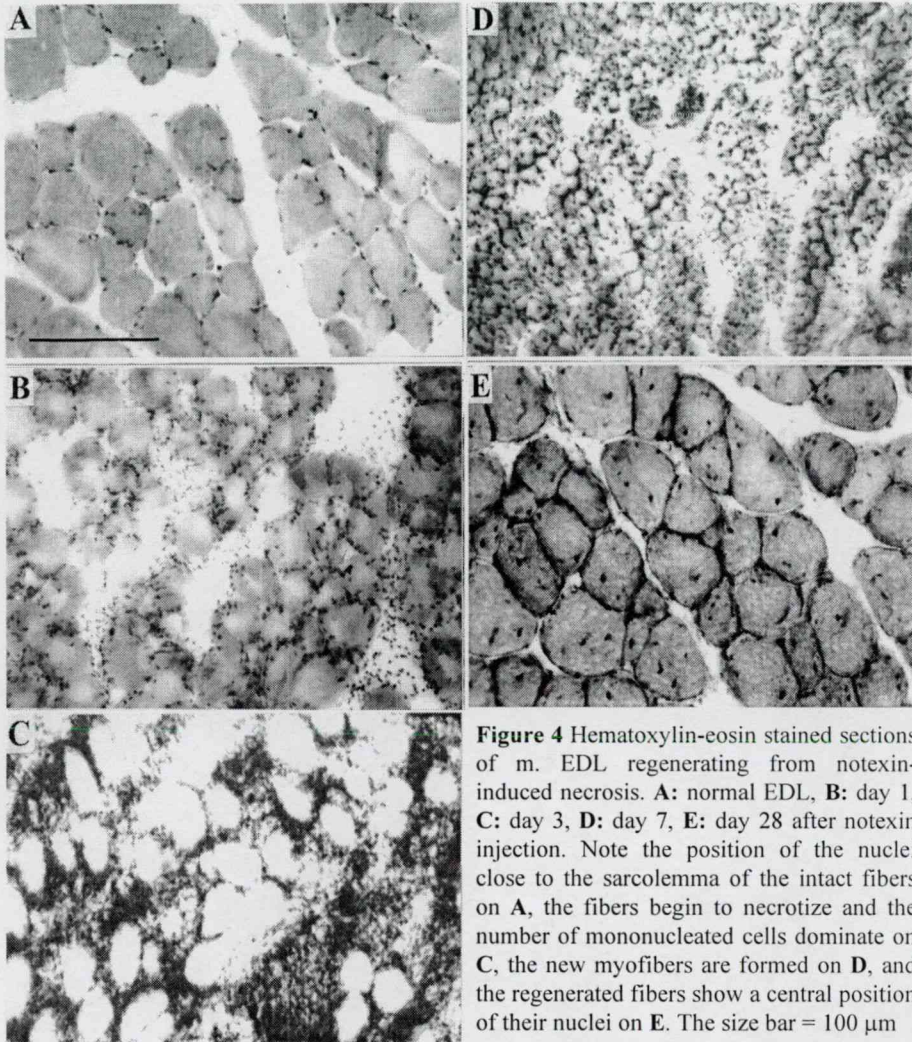 A
D
B
E
C
Figure 4 Hematoxylin-eosin stained sections
of m. EDL regenerating from notexin-
induced necrosis. A: normal EDL, B: day 1
C: day 3, D: day 7, E: day 28 after notexin
injection. Note the position of the nucle
close to the sarcolemma of the intact fibers
on A, the fibers begin to necrotize and the
number of mononucleated cells dominate on
C, the new myofibers are formed on D, and
the regenerated fibers show a central position
of their nuclei on E. The size bar = 100 μm